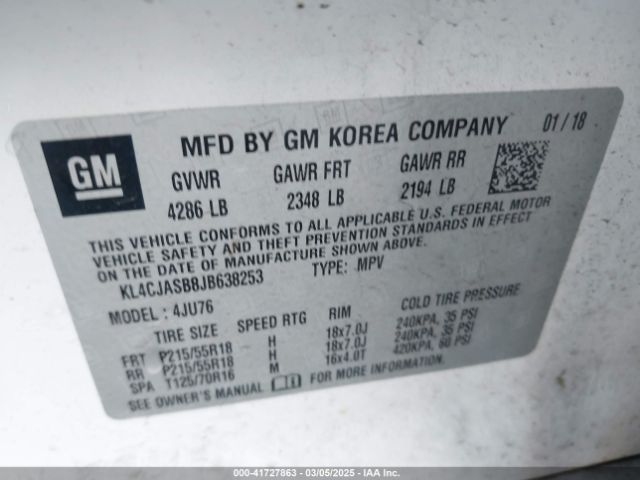 GM
MFD BY GM KOREA COMPANY 01/18
GVWR GAWR FRT GAWR RR
4286 LB 2348 LB 2194 LB
THIS VEHICLE CONFORMS TO ALL APPLICABLE U.S. FEDERAL MOTOR
VEHICLE SAFETY AND THEFT PREVENTION STANDARDS IN EFFECT
ON THE DATE OF MANUFACTURE SHOWN ABOVE.
KL4CJASB8JB638253 TYPE: MPV
MODEL: 4JU76
TIRE SIZE SPEED RTG RIM COLD TIRE PRESSURE
FRT P215/55R18 H 18x7.0J 240KPA, 35 PSI
RR P215/55R18 H 18x7.0J 240KPA, 35 PSI
SPA T125/70R16 M 16x4.0T 420KPA, 60 PSI
SEE OWNER'S MANUAL FOR MORE INFORMATION.
000-41727863 — 03/05/2025 — IAA Inc.